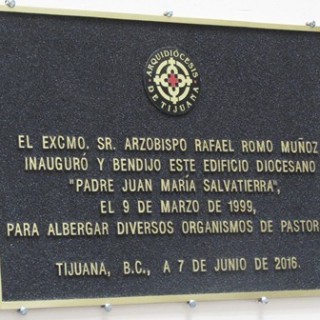 ARQUIDIÓCESIS
DE TIJUANA
EL EXCMO. SR. ARZOBISPO RAFAEL ROMO MUÑOZ
INAUGURÓ Y BENDIJO ESTE EDIFICIO DIOCESANO
"PADRE JUAN MARÍA SALVATIERRA",
EL 9 DE MARZO DE 1999,
PARA ALBERGAR DIVERSOS ORGANISMOS DE PASTOR
TIJUANA, B.C., A 7 DE JUNIO DE 2016.